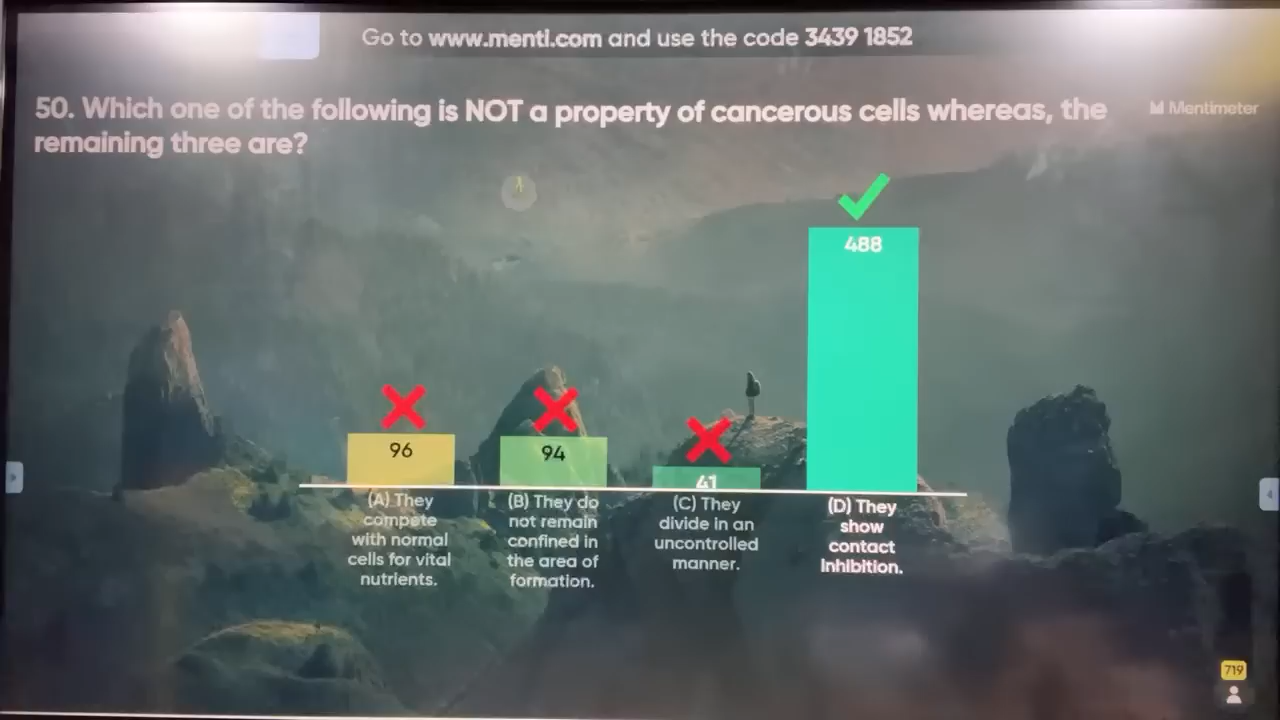 Go to www.menti.com and use the code 3439 1852
50. Which one of the following is NOT a property of cancerous cells whereas, the
remaining three are?
Mentimeter
488
96
94
41
(A) They
compete
with normal
cells for vital
nutrients.
(B) They do
not remain
confined in
the area of
formation.
(C) They
divide in an
uncontrolled
manner.
(D) They
show
contact
Inhibition.
719